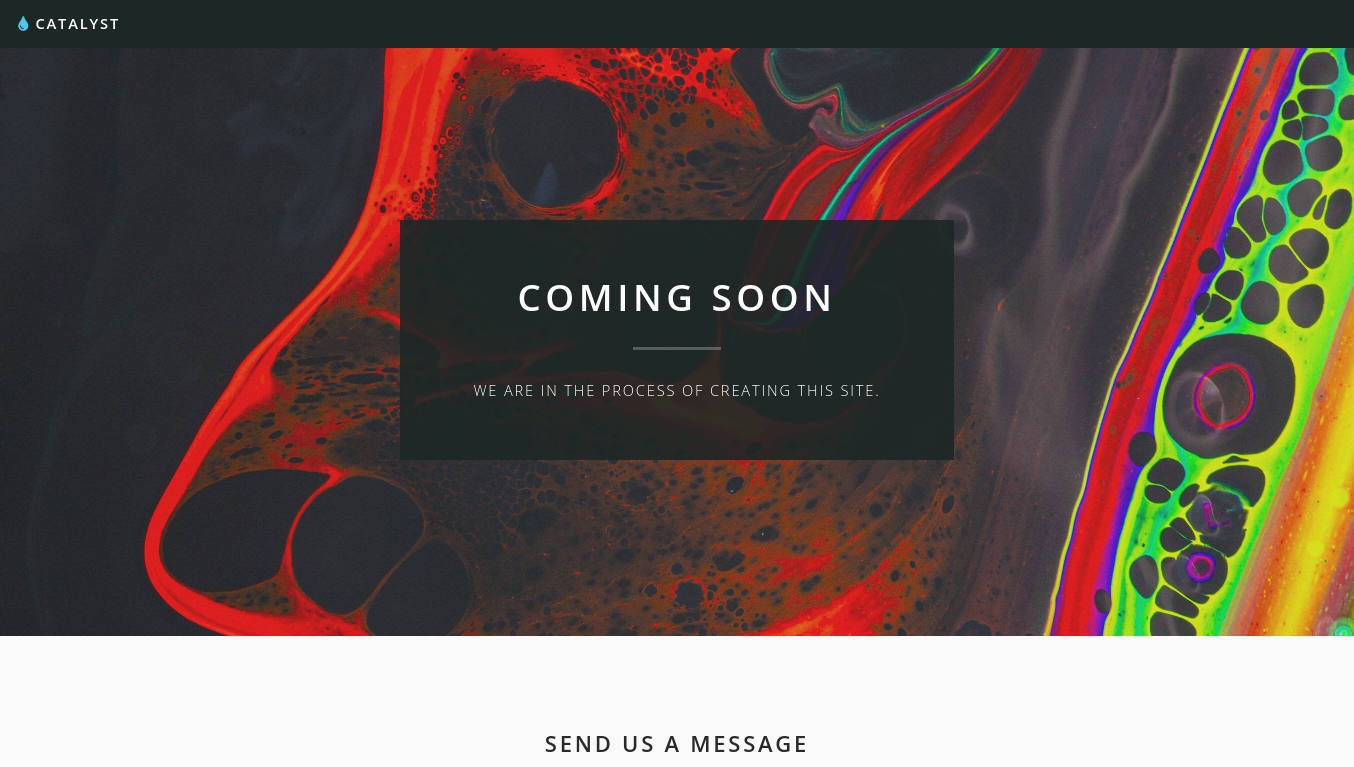 CATALYST
COMING SOON
WE ARE IN THE PROCESS OF CREATING THIS SITE.
SEND US A MESSAGE